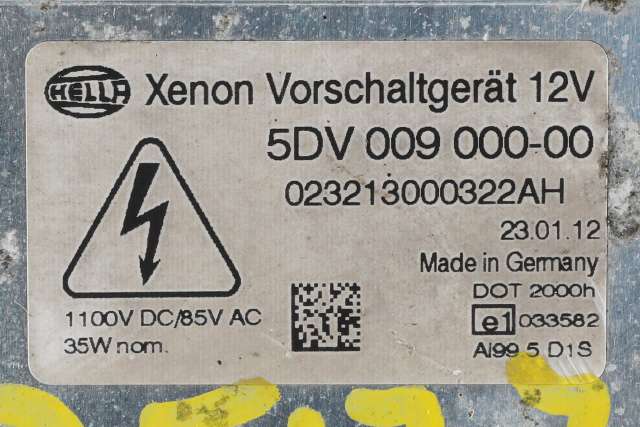 HELLA Xenon Vorschaltgerät 12V
5DV 009 000-00
023213000322AH
23.01.12
Made in Germany
DOT 2000h
e1 033582
AI99 5 D1S
1100V DC/85V AC
35W nom.